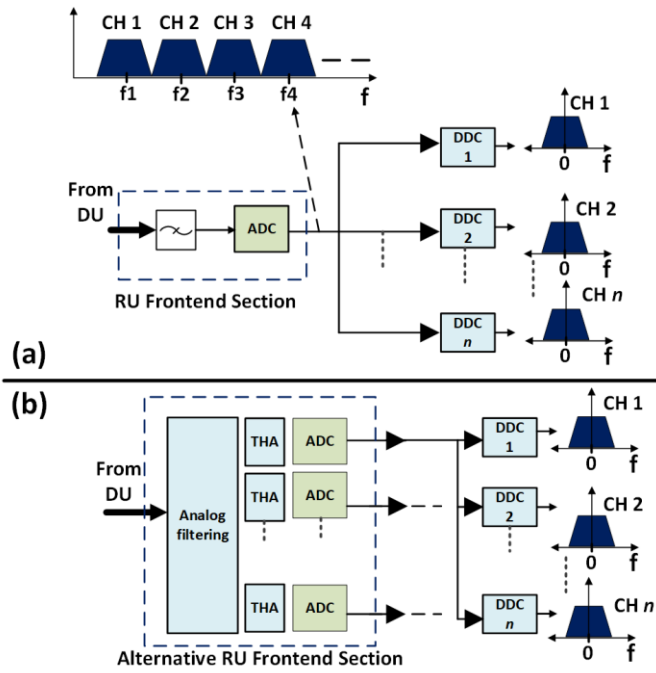 CH 1 CH 2 CH 3 CH 4
f1 f2 f3 f4 f
From
DU
ADC
RU Frontend Section
DDC
1
CH 1
0 f
DDC
2
CH 2
0 f
DDC
n
CH n
0 f
(a)
(b)
From
DU
Analog
filtering
THA ADC
THA ADC
THA ADC
Alternative RU Frontend Section
DDC
1
CH 1
0 f
DDC
2
CH 2
0 f
DDC
n
CH n
0 f